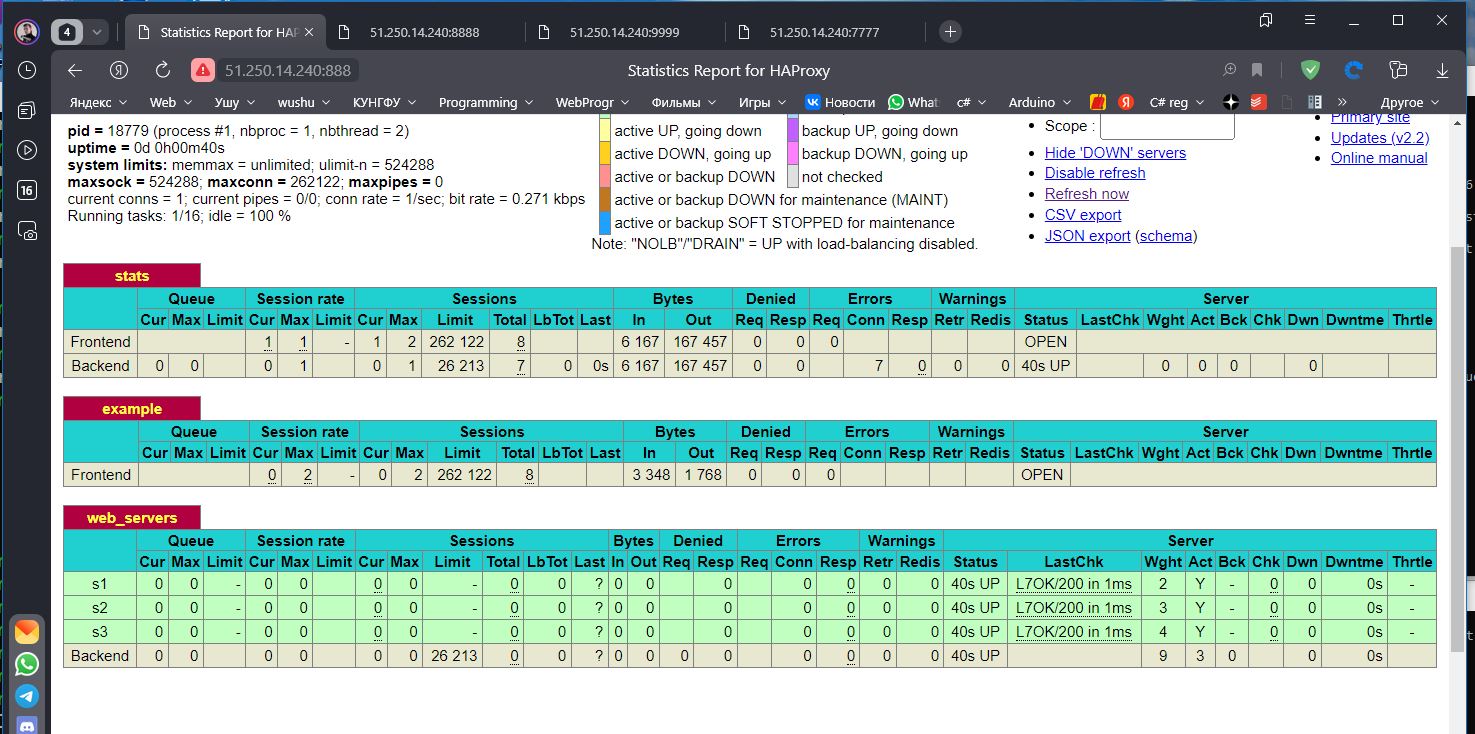 4 Statistics Report for HAP 51.250.14.240:8888 51.250.14.240:9999 51.250.14.240:7777
51.250.14.240:888 Statistics Report for HAProxy
Яндекс Web Ушу wushu КУНГФУ Programming WebProgr Фильмы Игры Новости What c# Arduino C# reg » Другое
16
pid = 18779 (process #1, nbproc = 1, nbthread = 2)
uptime = 0d 0h00m40s
system limits: memmax = unlimited; ulimit-n = 524288
maxsock = 524288; maxconn = 262122; maxpipes = 0
current conns = 1; current pipes = 0/0; conn rate = 1/sec; bit rate = 0.271 kbps
Running tasks: 1/16; idle = 100 %
active UP, going down backup UP, going down
active DOWN, going up backup DOWN, going up
active or backup DOWN not checked
active or backup DOWN for maintenance (MAINT)
active or backup SOFT STOPPED for maintenance
Note: "NOLB"/"DRAIN" = UP with load-balancing disabled.
Scope :
Hide 'DOWN' servers
Disable refresh
Refresh now
CSV export
JSON export (schema)
Primary site
Updates (v2.2)
Online manual
stats
Queue Session rate Sessions Bytes Denied Errors Warnings Server
Cur Max Limit Cur Max Limit Cur Max Limit Total LbTot Last In Out Req Resp Req Conn Resp Retr Redis Status LastChk Wght Act Bck Chk Dwn Dwntme Thrtle
Frontend 1 1 - 1 2 262 122 8 6 167 167 457 0 0 0 OPEN
Backend 0 0 0 1 0 1 26 213 7 0 0s 6 167 167 457 0 0 7 0 0 0 40s UP 0 0 0 0
example
Queue Session rate Sessions Bytes Denied Errors Warnings Server
Cur Max Limit Cur Max Limit Cur Max Limit Total LbTot Last In Out Req Resp Req Conn Resp Retr Redis Status LastChk Wght Act Bck Chk Dwn Dwntme Thrtle
Frontend 0 2 - 0 2 262 122 8 3 348 1 768 0 0 0 OPEN
web_servers
Queue Session rate Sessions Bytes Denied Errors Warnings Server
Cur Max Limit Cur Max Limit Cur Max Limit Total LbTot Last In Out Req Resp Req Conn Resp Retr Redis Status LastChk Wght Act Bck Chk Dwn Dwntme Thrtle
s1 0 0 - 0 0 0 0 - 0 0 ? 0 0 0 0 0 0 0 40s UP L7OK/200 in 1ms 2 Y - 0 0 0s -
s2 0 0 - 0 0 0 0 - 0 0 ? 0 0 0 0 0 0 0 40s UP L7OK/200 in 1ms 3 Y - 0 0 0s -
s3 0 0 - 0 0 0 0 - 0 0 ? 0 0 0 0 0 0 0 40s UP L7OK/200 in 1ms 4 Y - 0 0 0s -
Backend 0 0 0 0 0 0 26 213 0 0 ? 0 0 0 0 0 0 0 0 40s UP 9 3 0 0 0s